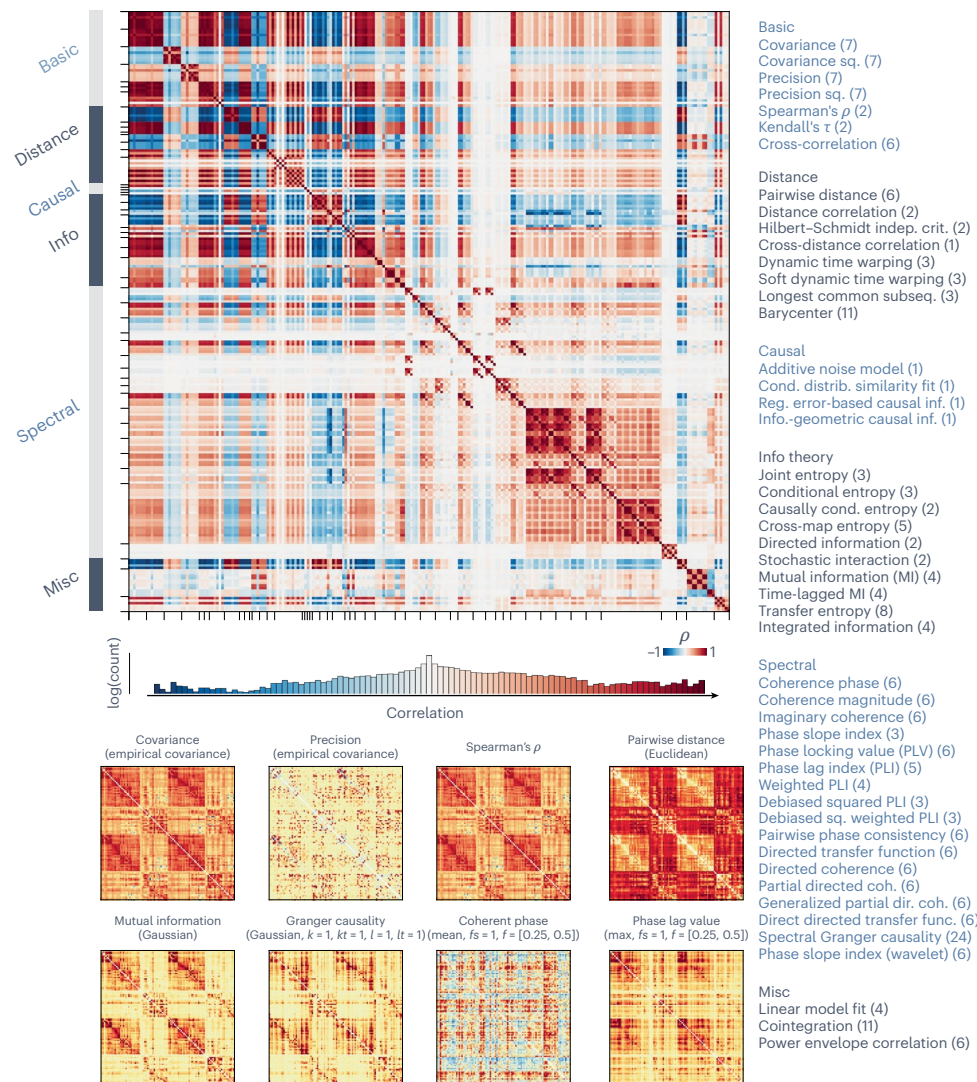 Basic
Distance
Causal
Info
Spectral
Misc
log(count)
Correlation
ρ
–1
1
Covariance
(empirical covariance)
Precision
(empirical covariance)
Spearman's ρ
Pairwise distance
(Euclidean)
Mutual information
(Gaussian)
Granger causality
(Gaussian, k = 1, kt = 1, l = 1, lt = 1)
Coherent phase
(mean, fs = 1, f = [0.25, 0.5])
Phase lag value
(max, fs = 1, f = [0.25, 0.5])
Basic
Covariance (7)
Covariance sq. (7)
Precision (7)
Precision sq. (7)
Spearman's ρ (2)
Kendall's τ (2)
Cross-correlation (6)
Distance
Pairwise distance (6)
Distance correlation (2)
Hilbert–Schmidt indep. crit. (2)
Cross-distance correlation (1)
Dynamic time warping (3)
Soft dynamic time warping (3)
Longest common subseq. (3)
Barycenter (11)
Causal
Additive noise model (1)
Cond. distrib. similarity fit (1)
Reg. error-based causal inf. (1)
Info.-geometric causal inf. (1)
Info theory
Joint entropy (3)
Conditional entropy (3)
Causally cond. entropy (2)
Cross-map entropy (5)
Directed information (2)
Stochastic interaction (2)
Mutual information (MI) (4)
Time-lagged MI (4)
Transfer entropy (8)
Integrated information (4)
Spectral
Coherence phase (6)
Coherence magnitude (6)
Imaginary coherence (6)
Phase slope index (3)
Phase locking value (PLV) (6)
Phase lag index (PLI) (5)
Weighted PLI (4)
Debiased squared PLI (3)
Debiased sq. weighted PLI (3)
Pairwise phase consistency (6)
Directed transfer function (6)
Directed coherence (6)
Partial directed coh. (6)
Generalized partial dir. coh. (6)
Direct directed transfer func. (6)
Spectral Granger causality (24)
Phase slope index (wavelet) (6)
Misc
Linear model fit (4)
Cointegration (11)
Power envelope correlation (6)